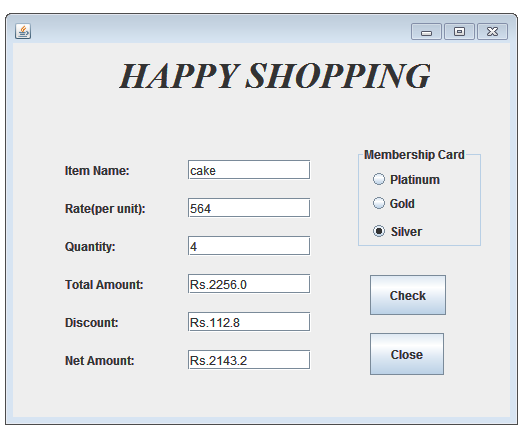 HAPPY SHOPPING
Item Name: cake
Rate(per unit): 564
Quantity: 4
Total Amount: Rs.2256.0
Discount: Rs.112.8
Net Amount: Rs.2143.2
Membership Card
Platinum
Gold
Silver
Check
Close